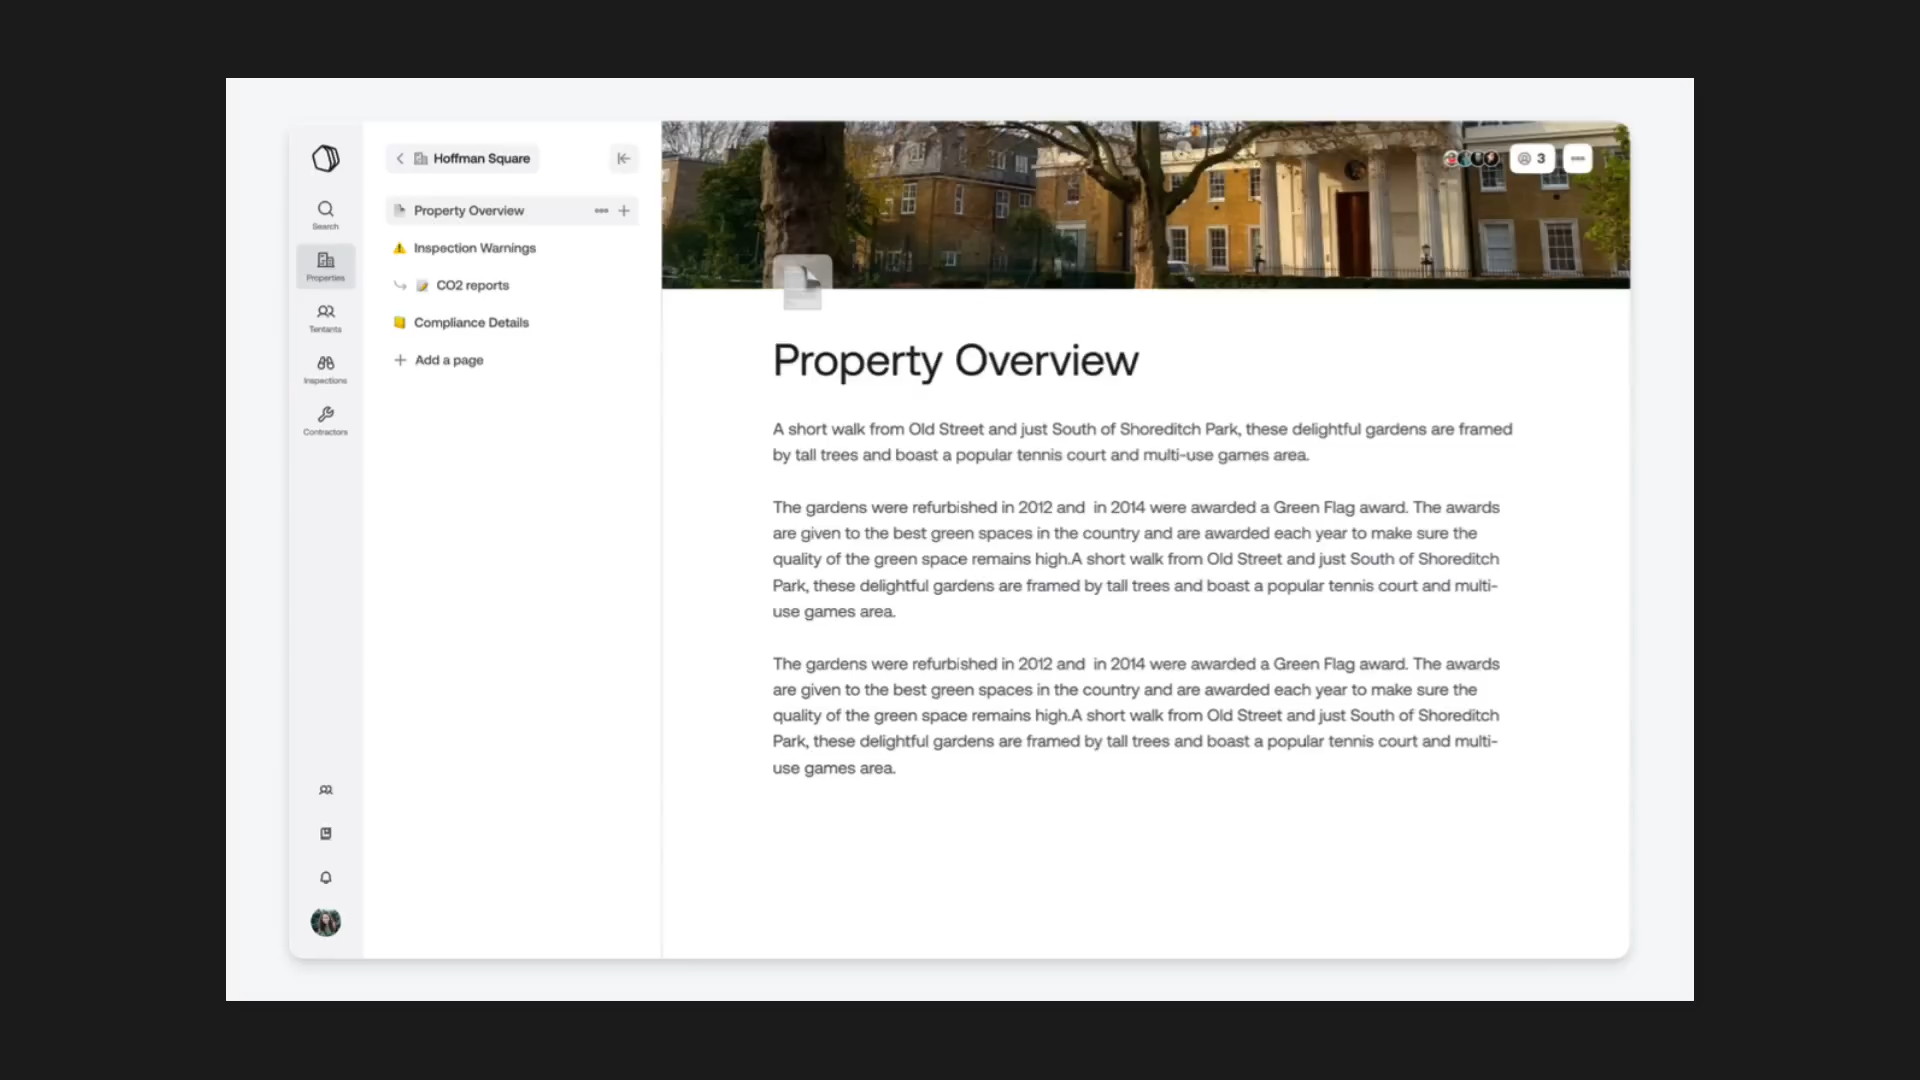 Search
Properties
Tentants
Inspections
Contractors
Hoffman Square
Property Overview
Inspection Warnings
CO2 reports
Compliance Details
Add a page
3
Property Overview
A short walk from Old Street and just South of Shoreditch Park, these delightful gardens are framed
by tall trees and boast a popular tennis court and multi-use games area.
The gardens were refurbished in 2012 and  in 2014 were awarded a Green Flag award. The awards
are given to the best green spaces in the country and are awarded each year to make sure the
quality of the green space remains high.A short walk from Old Street and just South of Shoreditch
Park, these delightful gardens are framed by tall trees and boast a popular tennis court and multi-
use games area.
The gardens were refurbished in 2012 and  in 2014 were awarded a Green Flag award. The awards
are given to the best green spaces in the country and are awarded each year to make sure the
quality of the green space remains high.A short walk from Old Street and just South of Shoreditch
Park, these delightful gardens are framed by tall trees and boast a popular tennis court and multi-
use games area.